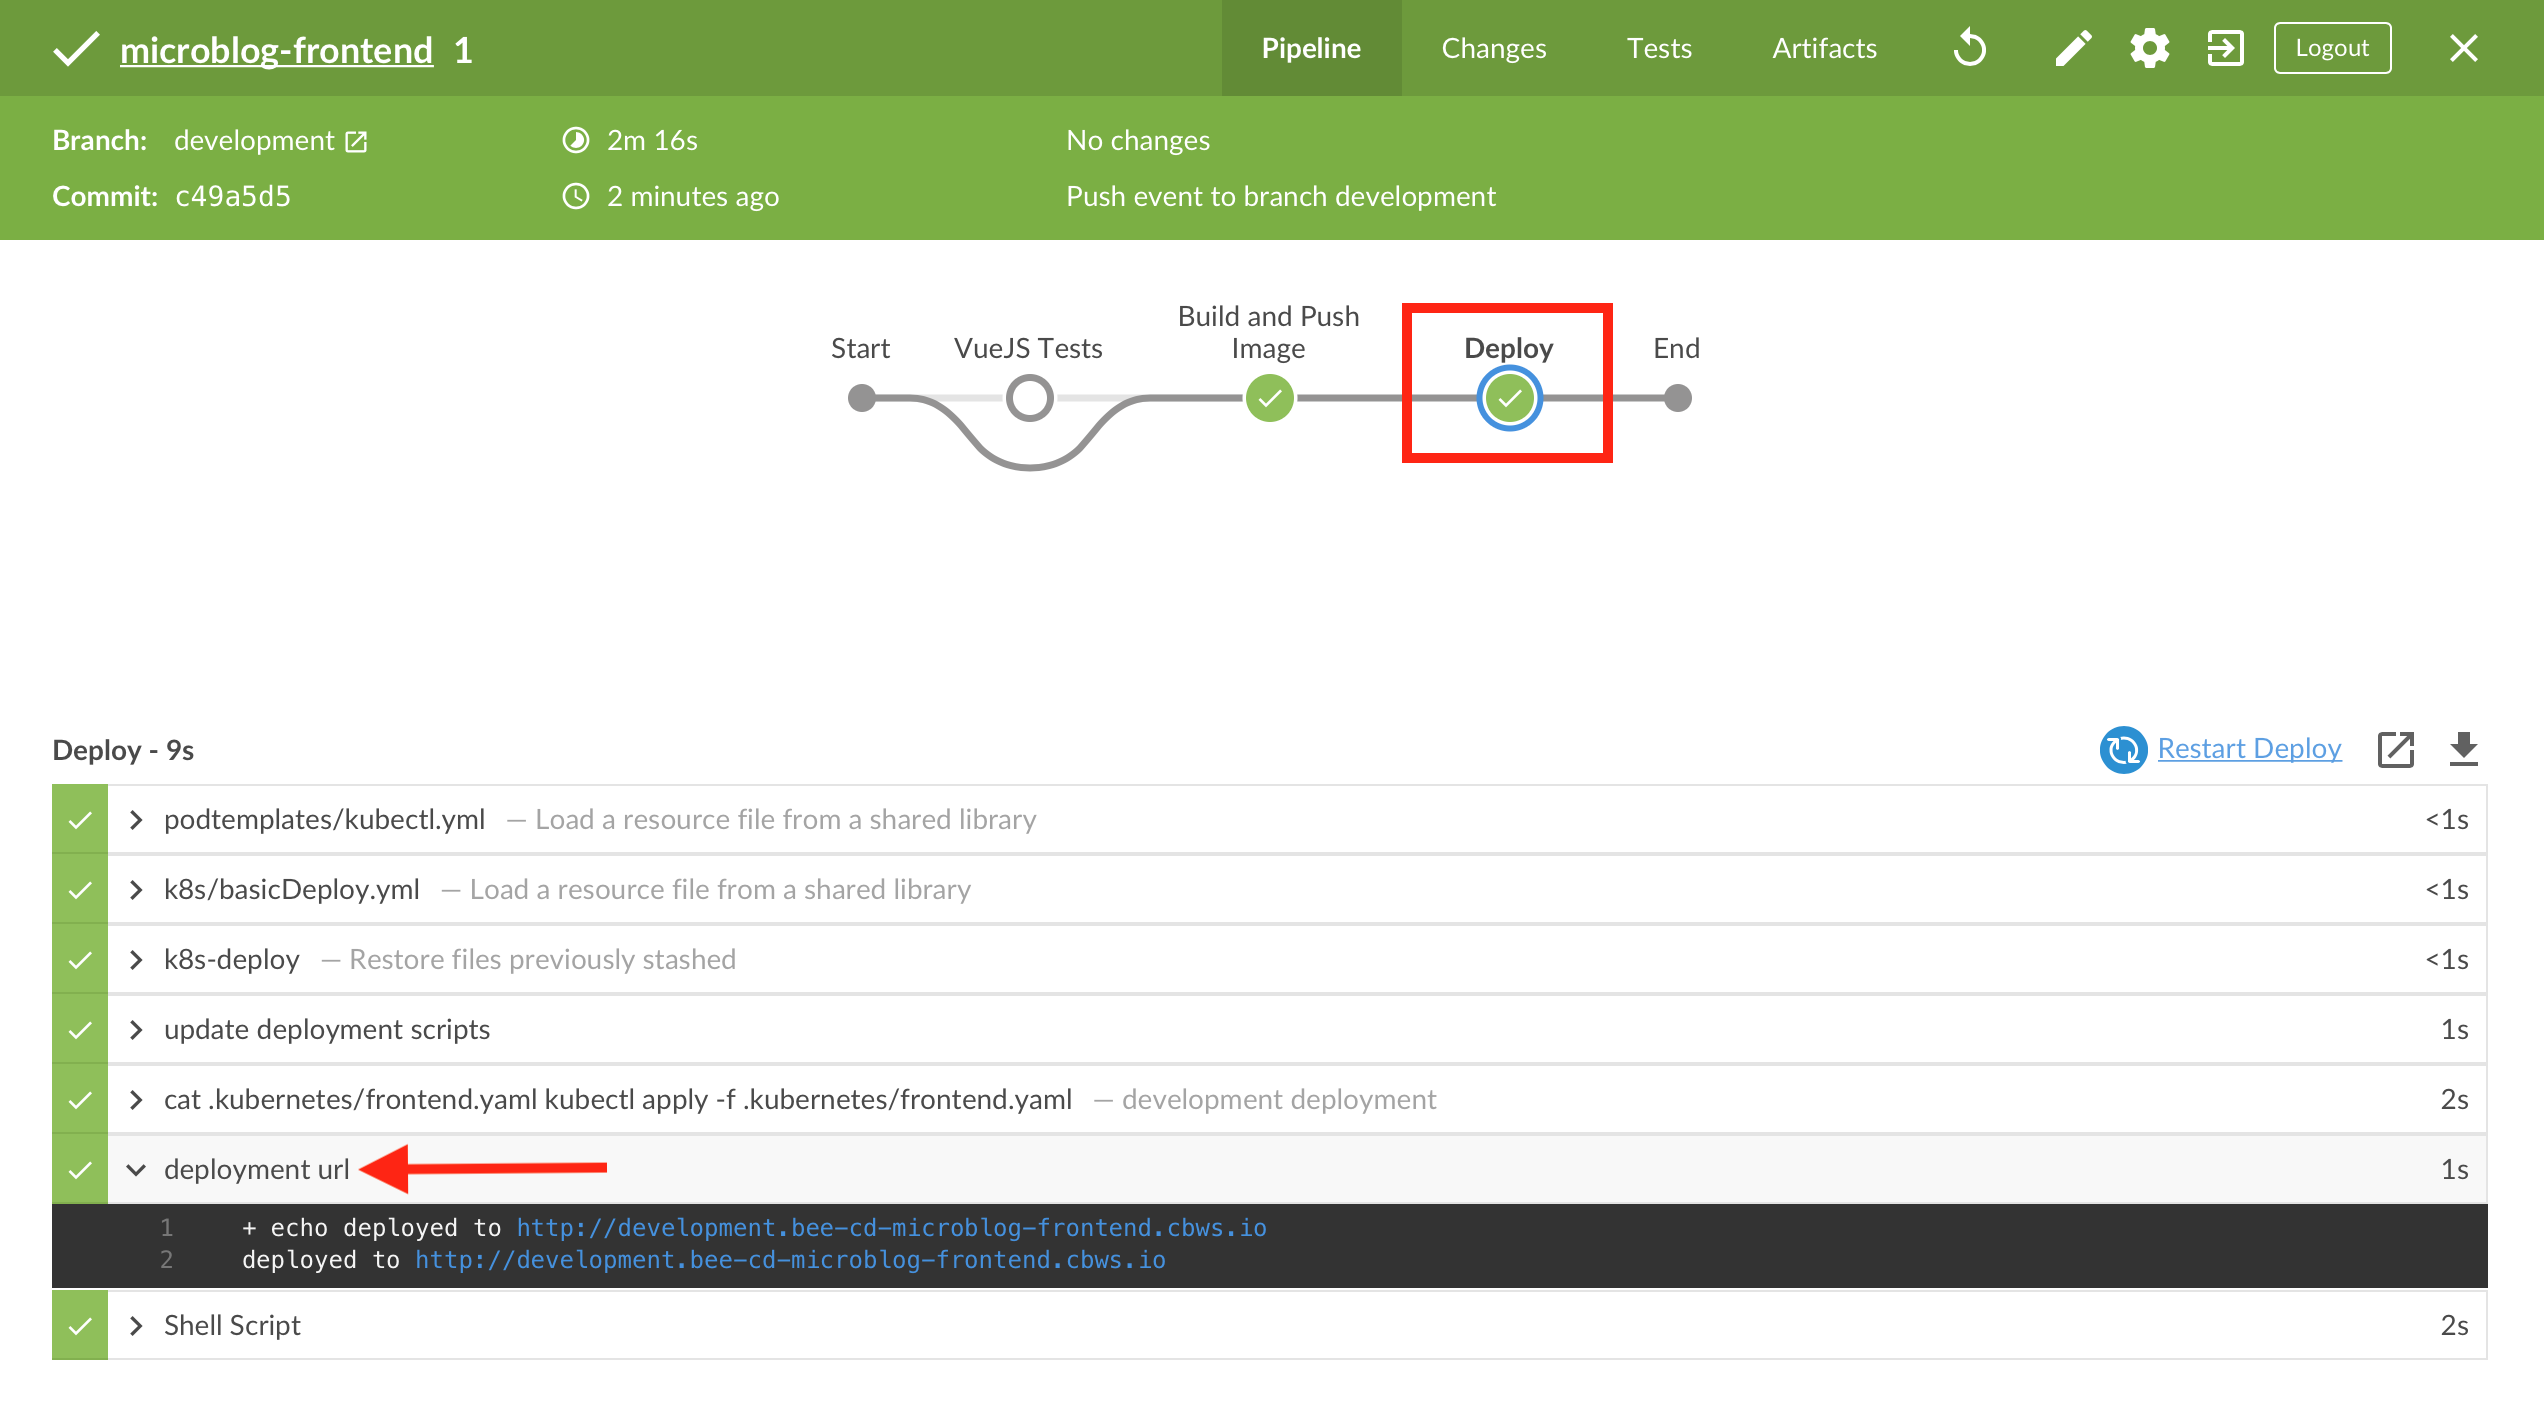 microblog-frontend 1
Pipeline
Changes
Tests
Artifacts
Logout
Branch: development
2m 16s
No changes
Commit: c49a5d5
2 minutes ago
Push event to branch development
Start
VueJS Tests
Build and Push
Image
Deploy
End
Deploy - 9s
Restart Deploy
podtemplates/kubectl.yml — Load a resource file from a shared library <1s
k8s/basicDeploy.yml — Load a resource file from a shared library <1s
k8s-deploy — Restore files previously stashed <1s
update deployment scripts 1s
cat .kubernetes/frontend.yaml kubectl apply -f .kubernetes/frontend.yaml — development deployment 2s
deployment url 1s
1 + echo deployed to http://development.bee-cd-microblog-frontend.cbws.io
2 deployed to http://development.bee-cd-microblog-frontend.cbws.io
Shell Script 2s